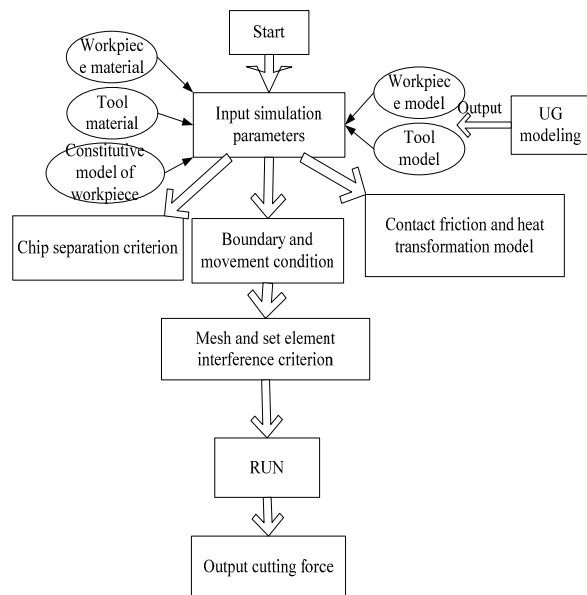 Start
Workpiec
e material
Tool
material
Constitutive
model of
workpiece
Input simulation
parameters
Workpiec
e model
Tool
model
Output
UG
modeling
Chip separation criterion
Boundary and
movement condition
Contact friction and heat
transformation model
Mesh and set element
interference criterion
RUN
Output cutting force